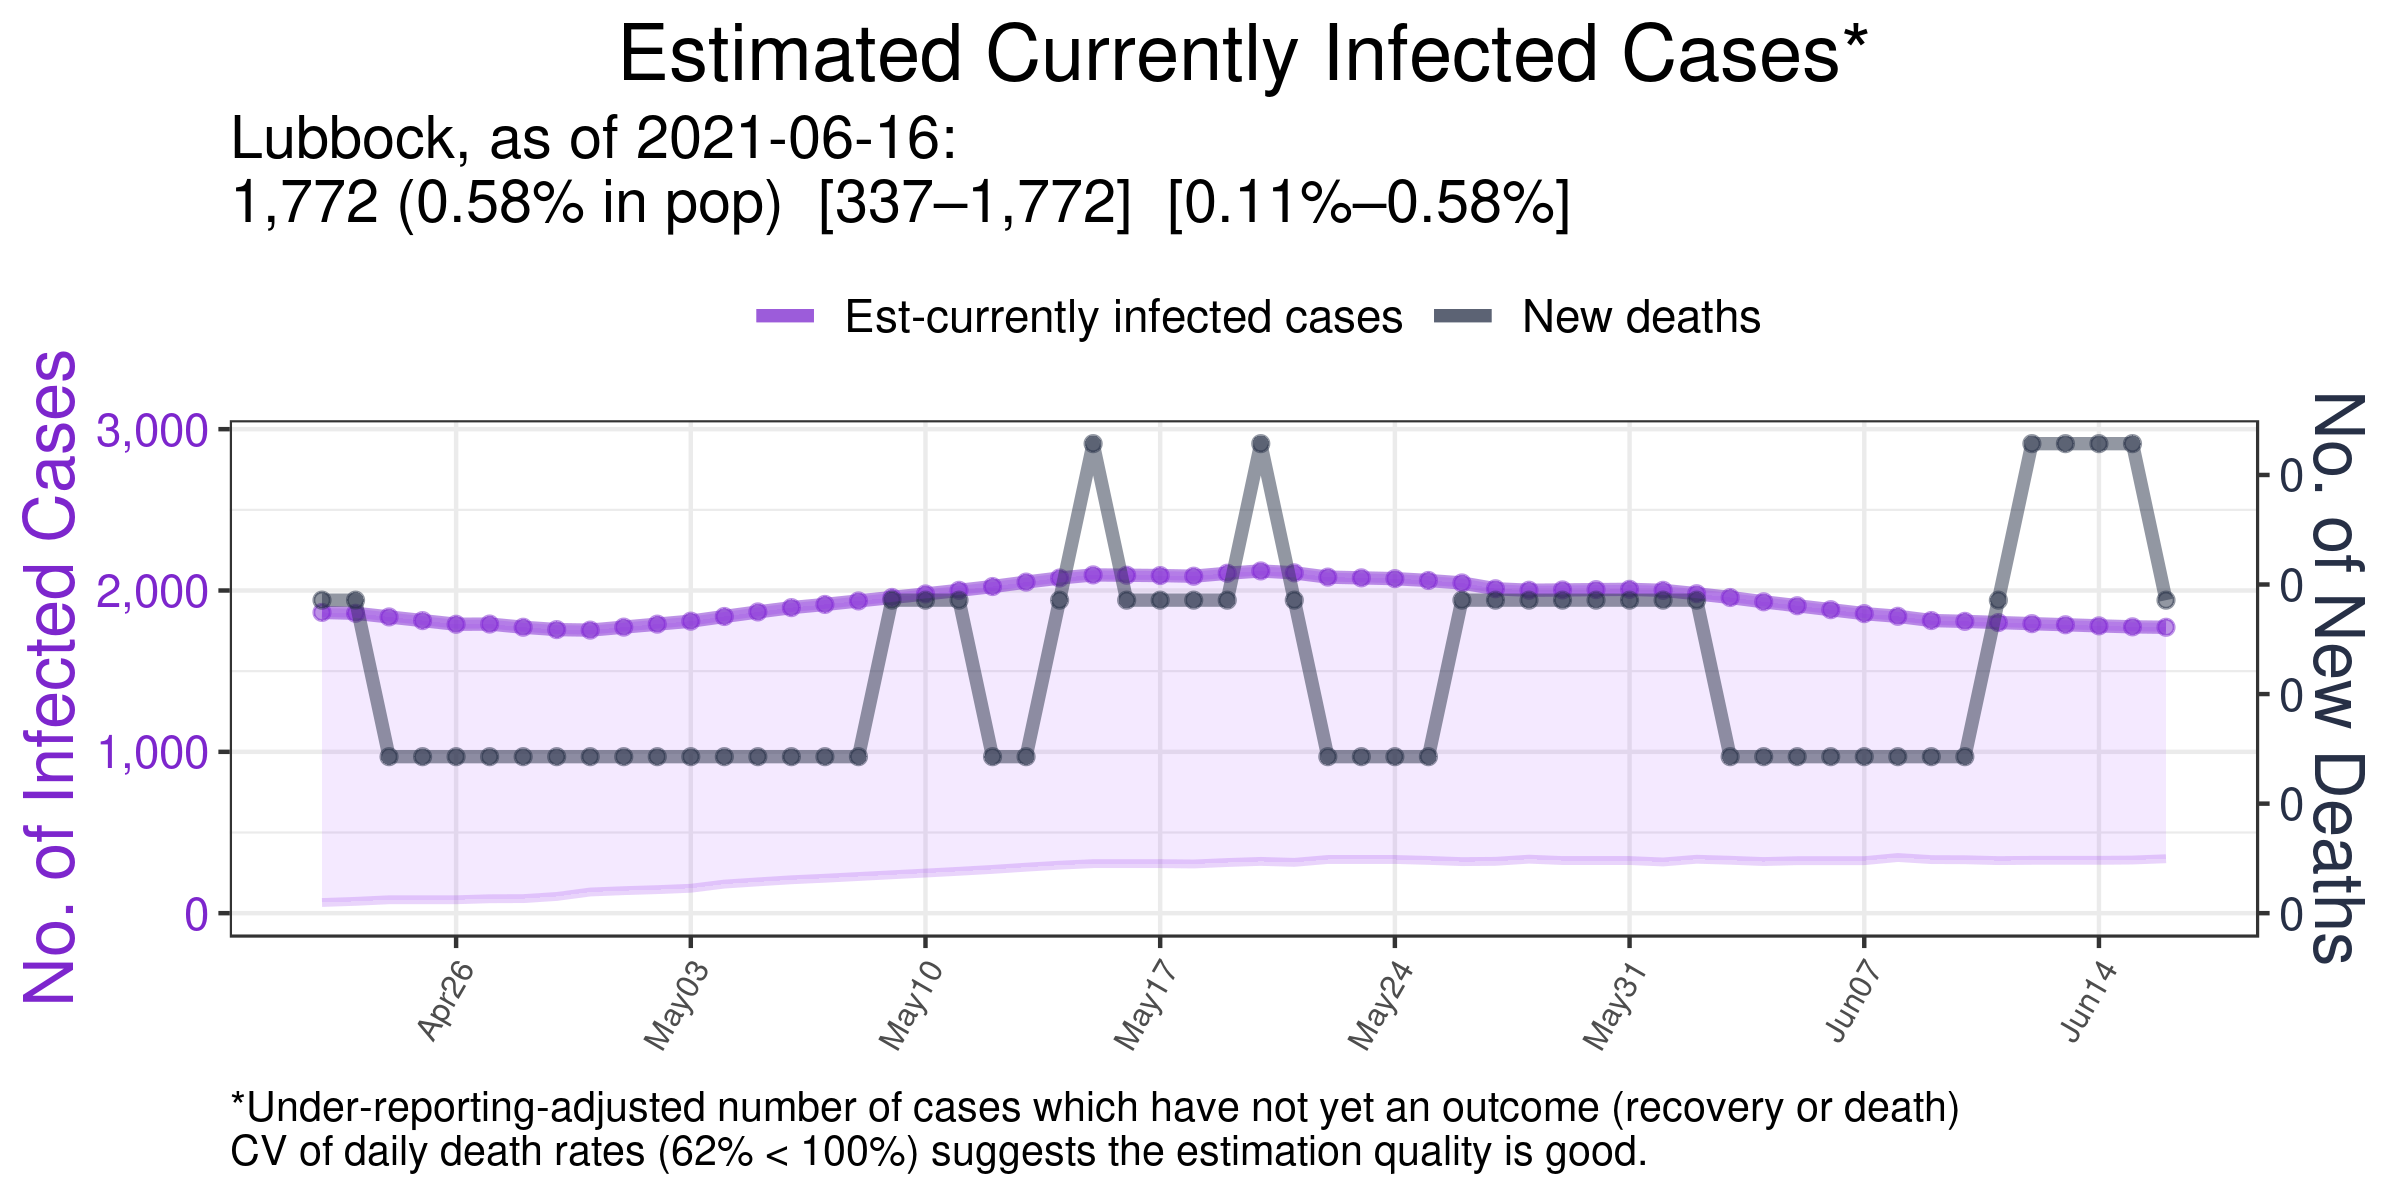 Estimated Currently Infected Cases*
Lubbock, as of 2021-06-16:
1,772 (0.58% in pop)  [337–1,772]  [0.11%–0.58%]
Est-currently infected cases
New deaths
No. of Infected Cases
3,000
2,000
1,000
0
0
0
0
0
0
No. of New Deaths
Apr26
May03
May10
May17
May24
May31
Jun07
Jun14
*Under-reporting-adjusted number of cases which have not yet an outcome (recovery or death)
CV of daily death rates (62% < 100%) suggests the estimation quality is good.